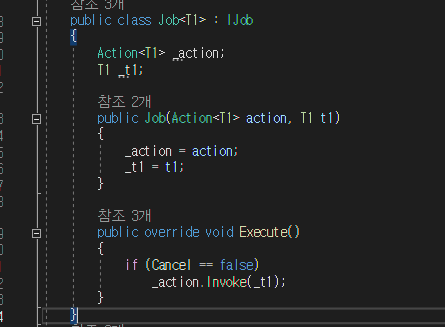 참조 3개
public class Job<T1> : IJob
{
Action<T1> _action;
T1 _t1;
참조 2개
public Job(Action<T1> action, T1 t1)
{
_action = action;
_t1 = t1;
}
참조 3개
public override void Execute()
{
if (Cancel == false)
_action.Invoke(_t1);
}
}